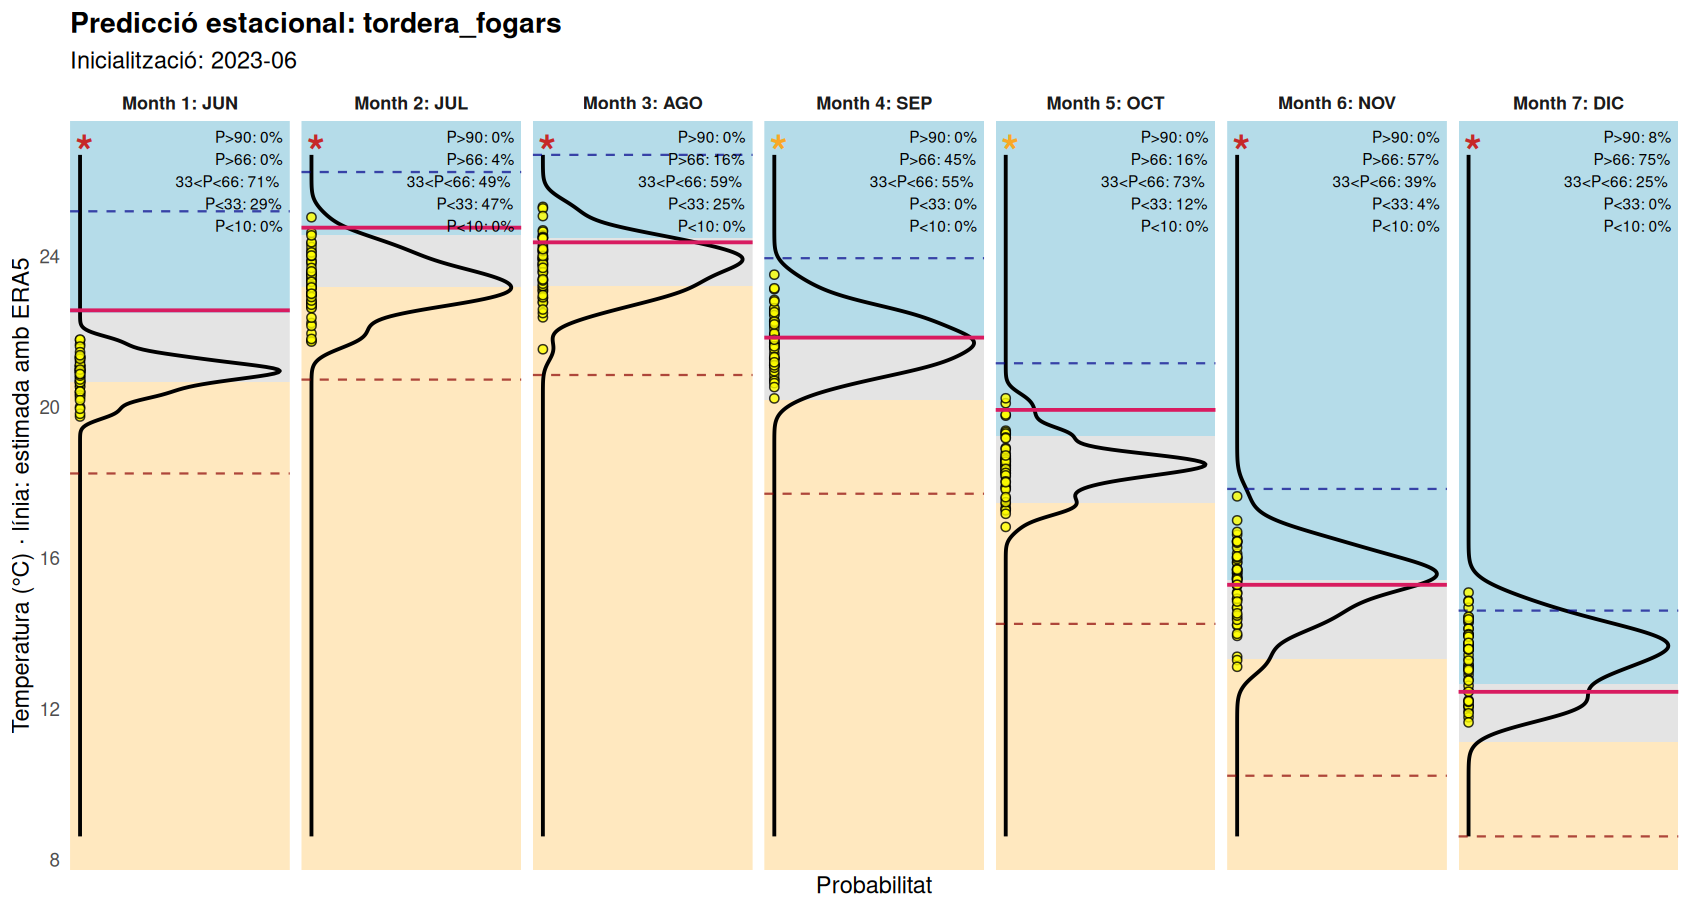 Predicció estacional: tordera_fogars
Inicialització: 2023-06
Month 1: JUN
Month 2: JUL
Month 3: AGO
Month 4: SEP
Month 5: OCT
Month 6: NOV
Month 7: DIC
*
P>90: 0%
P>66: 0%
33<P<66: 71%
P<33: 29%
P<10: 0%
*
P>90: 0%
P>66: 4%
33<P<66: 49%
P<33: 47%
P<10: 0%
*
P>90: 0%
P>66: 16%
33<P<66: 59%
P<33: 25%
P<10: 0%
*
P>90: 0%
P>66: 45%
33<P<66: 55%
P<33: 0%
P<10: 0%
*
P>90: 0%
P>66: 16%
33<P<66: 73%
P<33: 12%
P<10: 0%
*
P>90: 0%
P>66: 57%
33<P<66: 39%
P<33: 4%
P<10: 0%
*
P>90: 8%
P>66: 75%
33<P<66: 25%
P<33: 0%
P<10: 0%
Temperatura (°C) · línia: estimada amb ERA5
24
20
16
12
8
Probabilitat